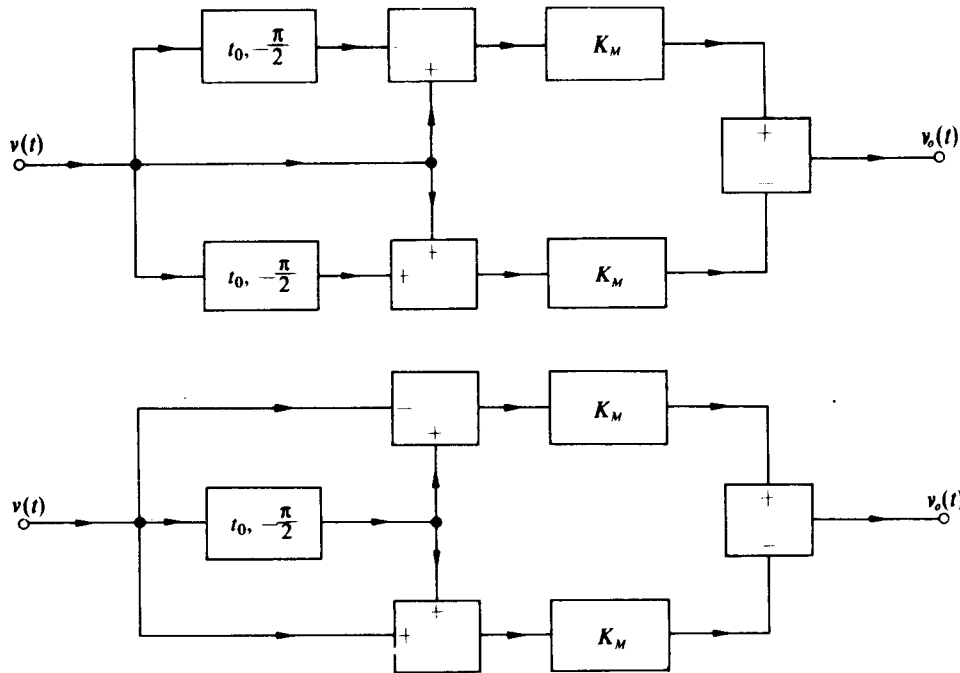 t₀, −π/2
−
+
K_M
v(t)
+
−
v_o(t)
t₀, −π/2
+
+
K_M
−
+
K_M
v(t)
t₀, −π/2
+
−
v_o(t)
+
+
K_M